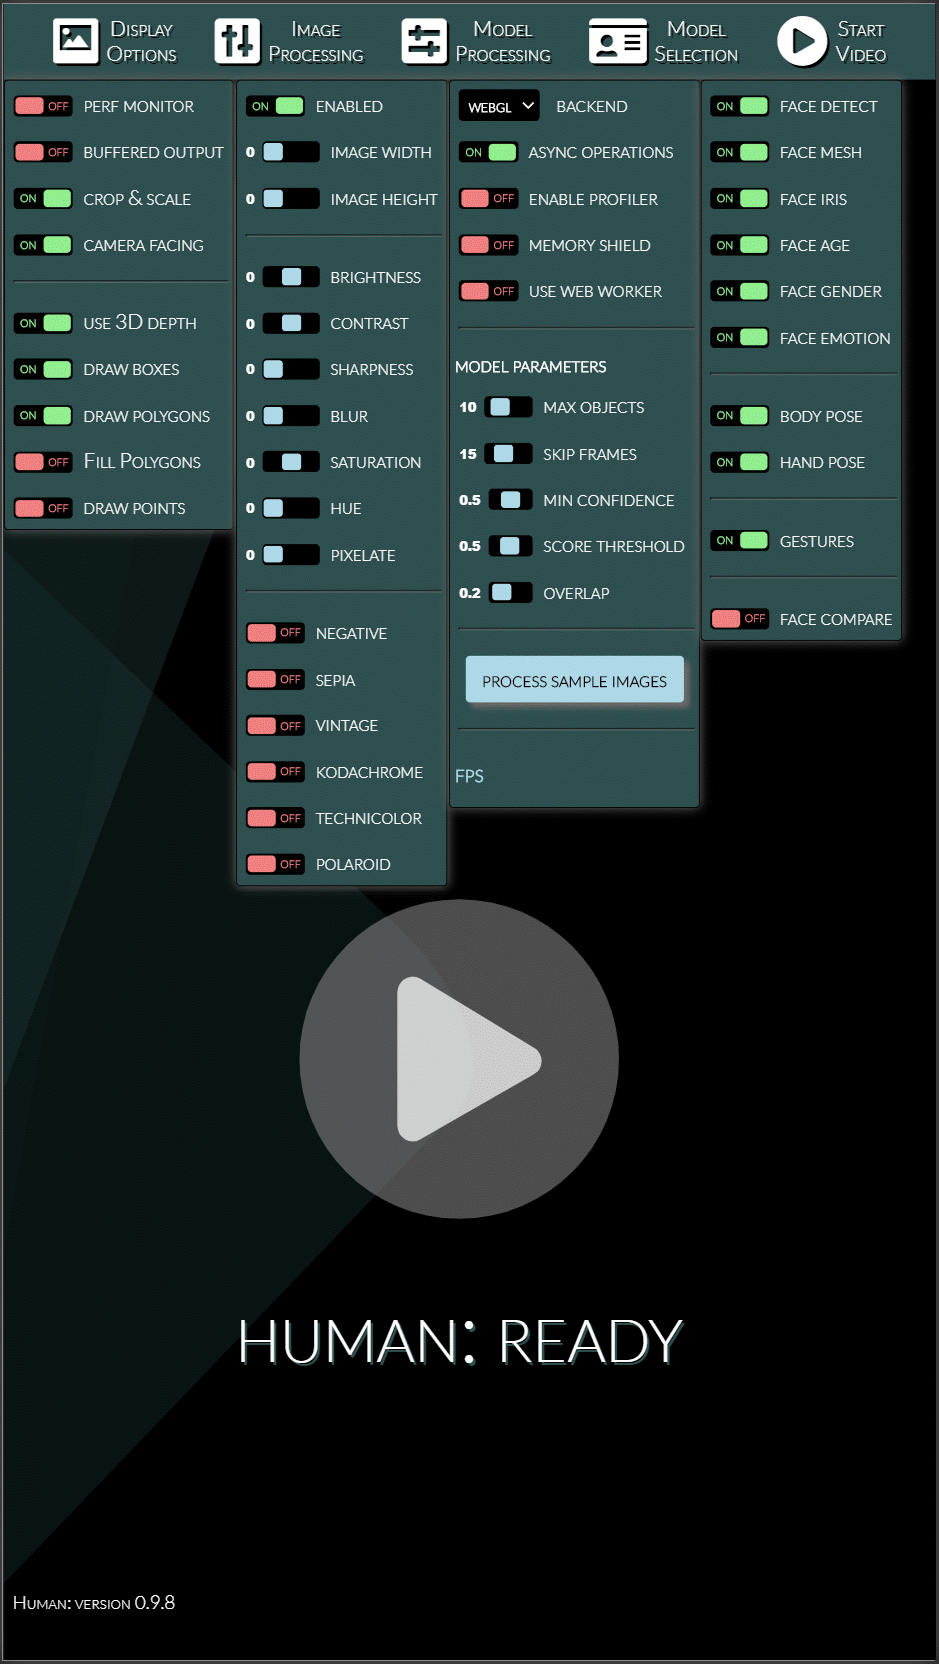 Display Options
Image Processing
Model Processing
Model Selection
Start Video
OFF PERF MONITOR
OFF BUFFERED OUTPUT
ON CROP & SCALE
ON CAMERA FACING
ON USE 3D DEPTH
ON DRAW BOXES
ON DRAW POLYGONS
OFF Fill Polygons
OFF DRAW POINTS
ON ENABLED
0 IMAGE WIDTH
0 IMAGE HEIGHT
0 BRIGHTNESS
0 CONTRAST
0 SHARPNESS
0 BLUR
0 SATURATION
0 HUE
0 PIXELATE
OFF NEGATIVE
OFF SEPIA
OFF VINTAGE
OFF KODACHROME
OFF TECHNICOLOR
OFF POLAROID
WEBGL BACKEND
ON ASYNC OPERATIONS
OFF ENABLE PROFILER
OFF MEMORY SHIELD
OFF USE WEB WORKER
MODEL PARAMETERS
10 MAX OBJECTS
15 SKIP FRAMES
0.5 MIN CONFIDENCE
0.5 SCORE THRESHOLD
0.2 OVERLAP
PROCESS SAMPLE IMAGES
FPS
ON FACE DETECT
ON FACE MESH
ON FACE IRIS
ON FACE AGE
ON FACE GENDER
ON FACE EMOTION
ON BODY POSE
ON HAND POSE
ON GESTURES
OFF FACE COMPARE
HUMAN: READY
Human: version 0.9.8